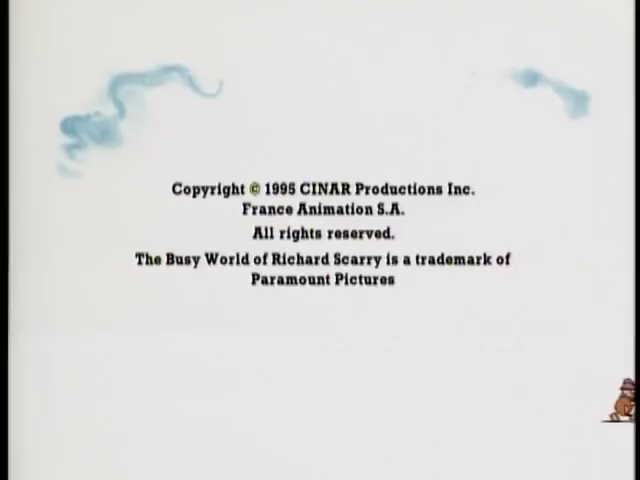 Copyright © 1995 CINAR Productions Inc.
France Animation S.A.
All rights reserved.
The Busy World of Richard Scarry is a trademark of
Paramount Pictures